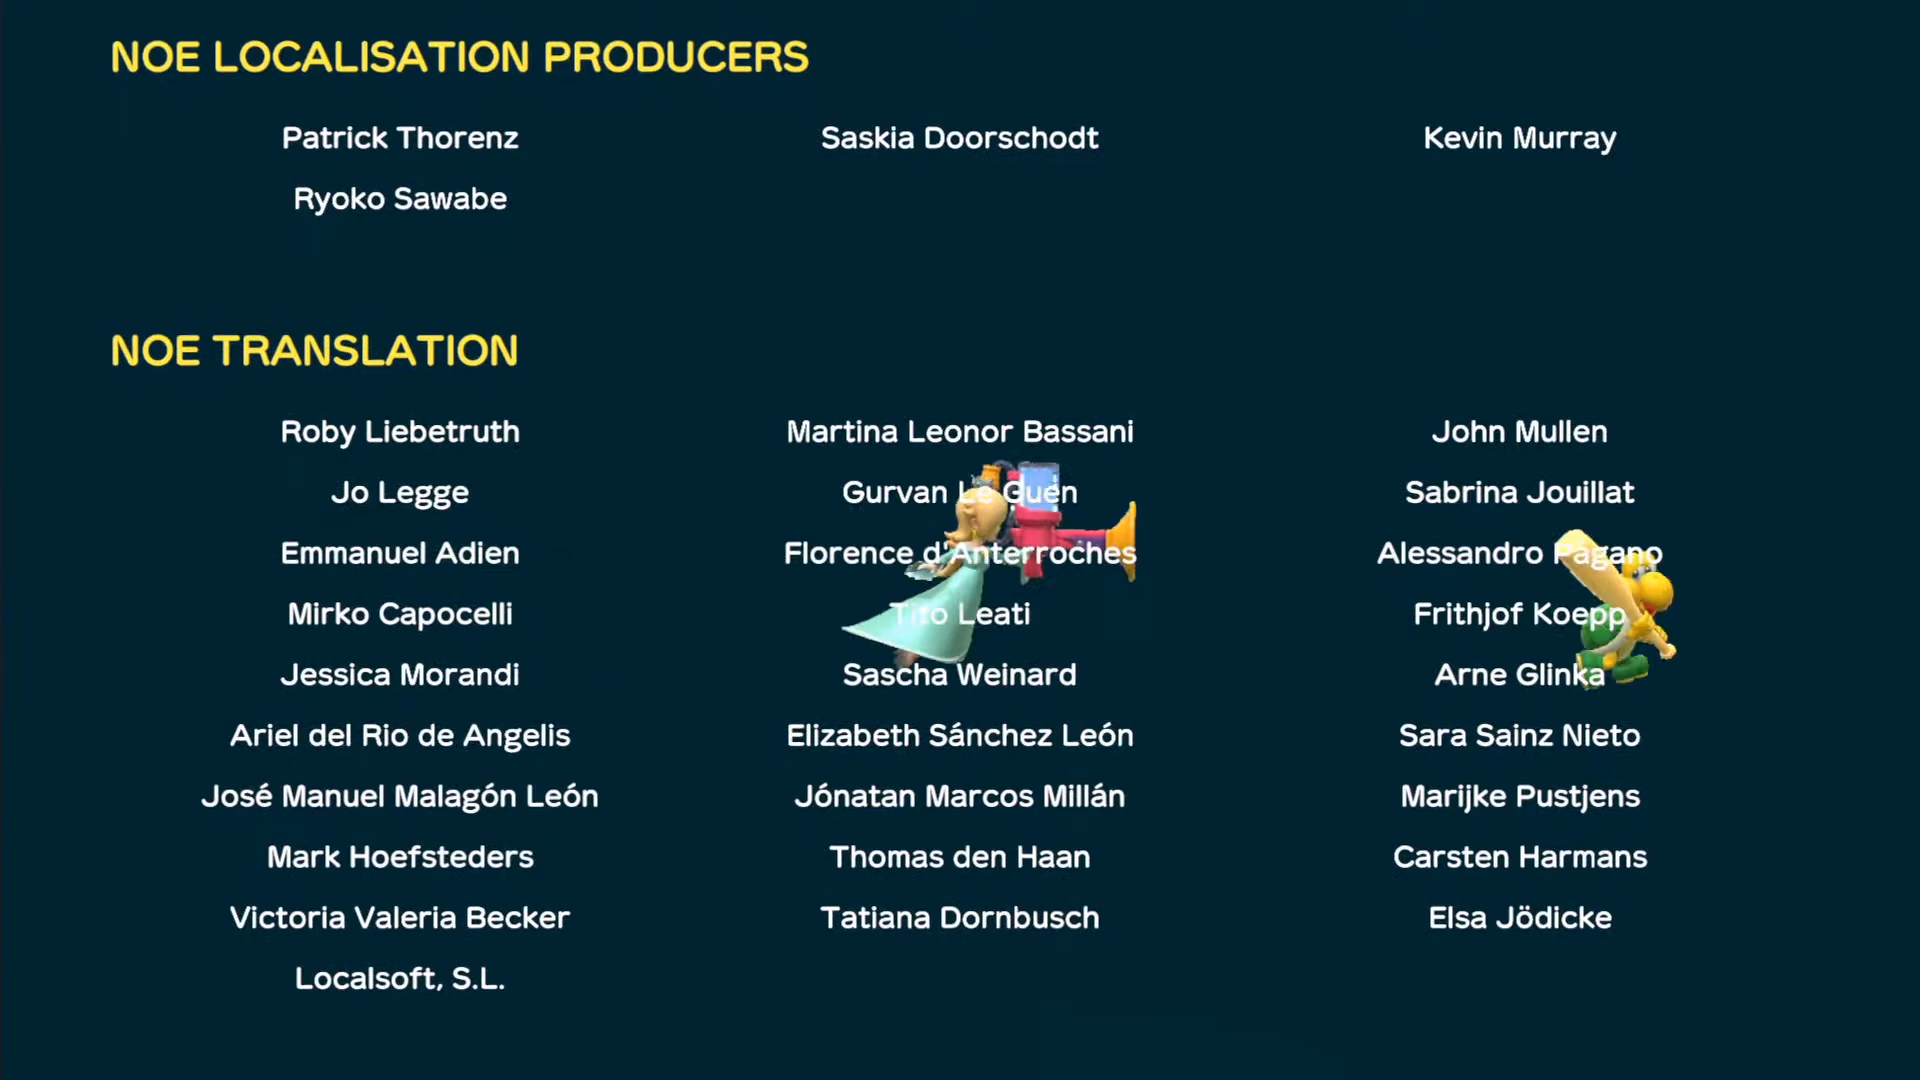 NOE LOCALISATION PRODUCERS
Patrick Thorenz Saskia Doorschodt Kevin Murray
Ryoko Sawabe
NOE TRANSLATION
Roby Liebetruth Martina Leonor Bassani John Mullen
Jo Legge Gurvan Le Guen Sabrina Jouillat
Emmanuel Adien Florence d'Anterroches Alessandro Pagano
Mirko Capocelli Tito Leati Frithjof Koepp
Jessica Morandi Sascha Weinard Arne Glinka
Ariel del Rio de Angelis Elizabeth Sánchez León Sara Sainz Nieto
José Manuel Malagón León Jónatan Marcos Millán Marijke Pustjens
Mark Hoefsteders Thomas den Haan Carsten Harmans
Victoria Valeria Becker Tatiana Dornbusch Elsa Jödicke
Localsoft, S.L.